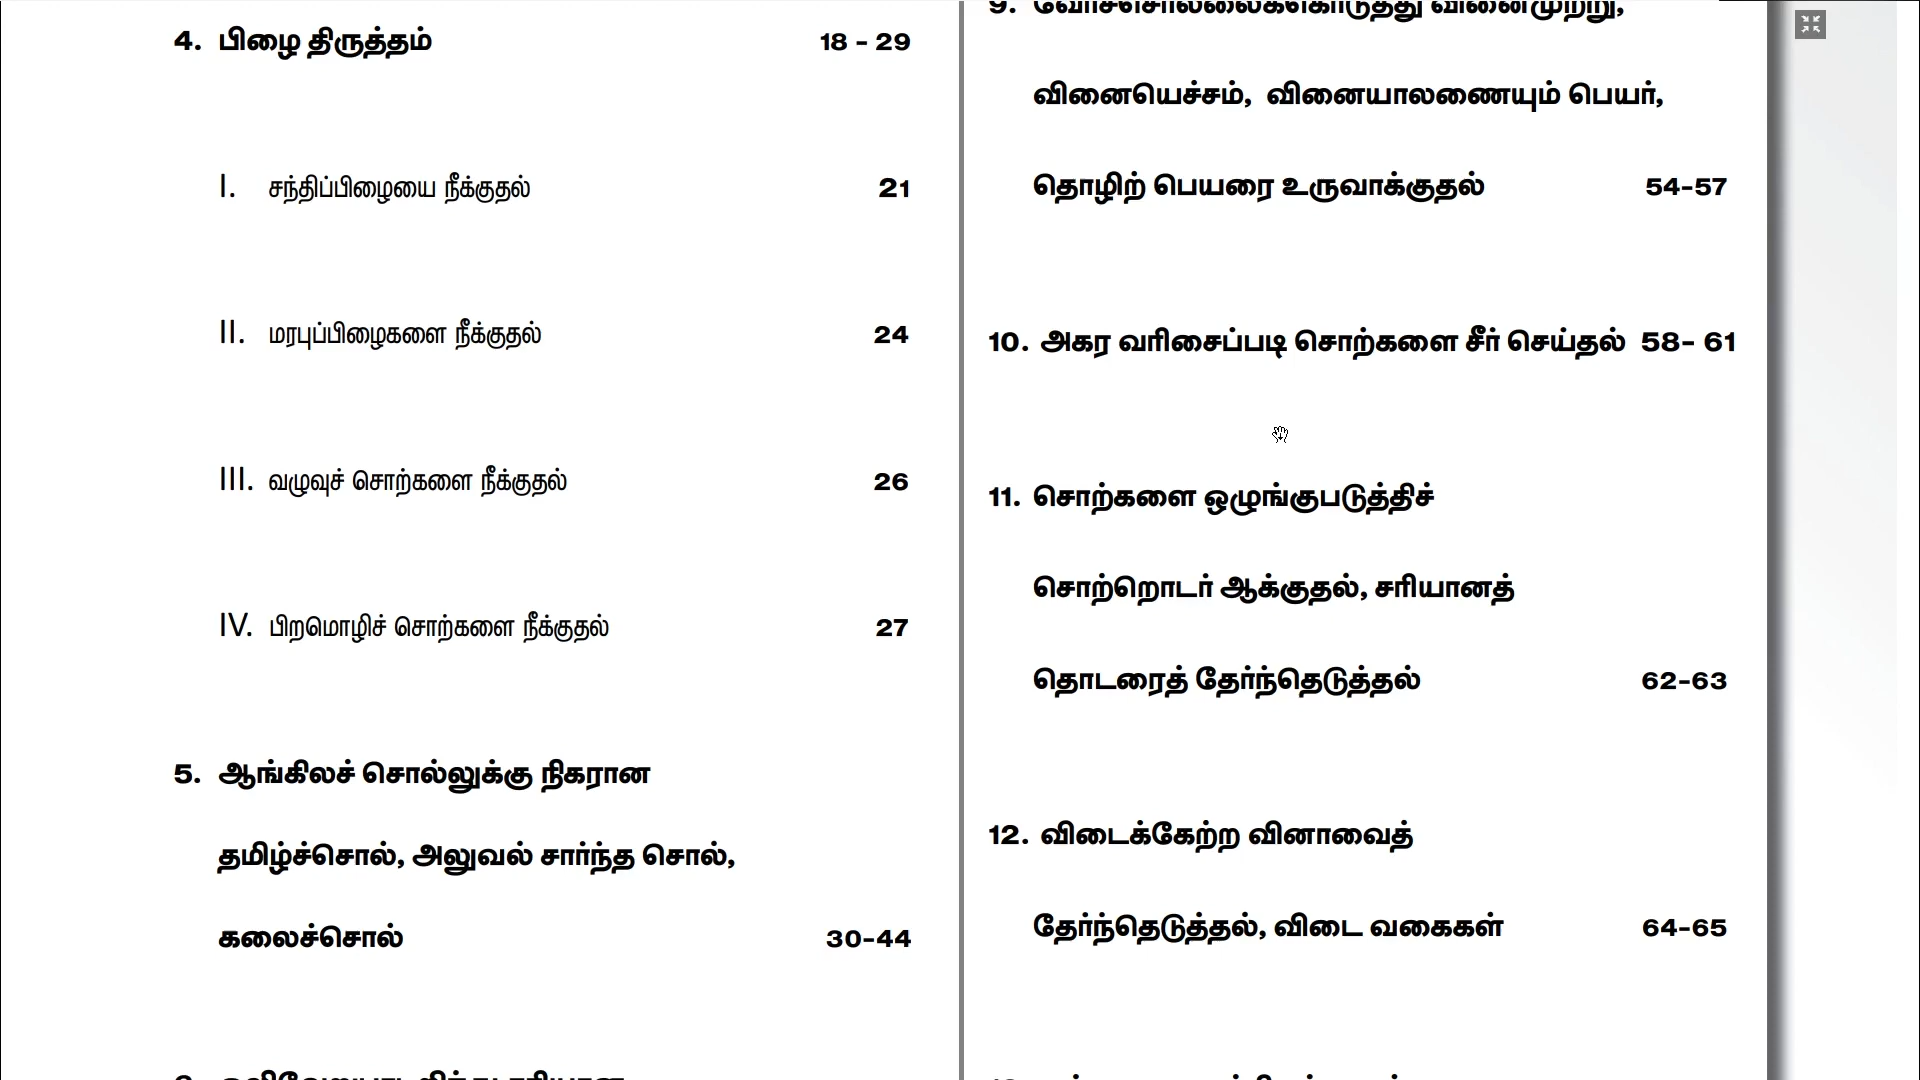 4. பிழை திருத்தம் 18 - 29
I. சந்திப்பிழையை நீக்குதல் 21
II. மரபுப்பிழைகளை நீக்குதல் 24
III. வழுவுச் சொற்களை நீக்குதல் 26
IV. பிறமொழிச் சொற்களை நீக்குதல் 27
5. ஆங்கிலச் சொல்லுக்கு நிகரான
தமிழ்ச்சொல், அலுவல் சார்ந்த சொல்,
கலைச்சொல் 30-44
9. வேர்ச்சொல்லைக்கொடுத்து வினைமுற்று,
வினையெச்சம், வினையாலணையும் பெயர்,
தொழிற் பெயரை உருவாக்குதல் 54-57
10. அகர வரிசைப்படி சொற்களை சீர் செய்தல் 58- 61
11. சொற்களை ஒழுங்குபடுத்திச்
சொற்றொடர் ஆக்குதல், சரியானத்
தொடரைத் தேர்ந்தெடுத்தல் 62-63
12. விடைக்கேற்ற வினாவைத்
தேர்ந்தெடுத்தல், விடை வகைகள் 64-65